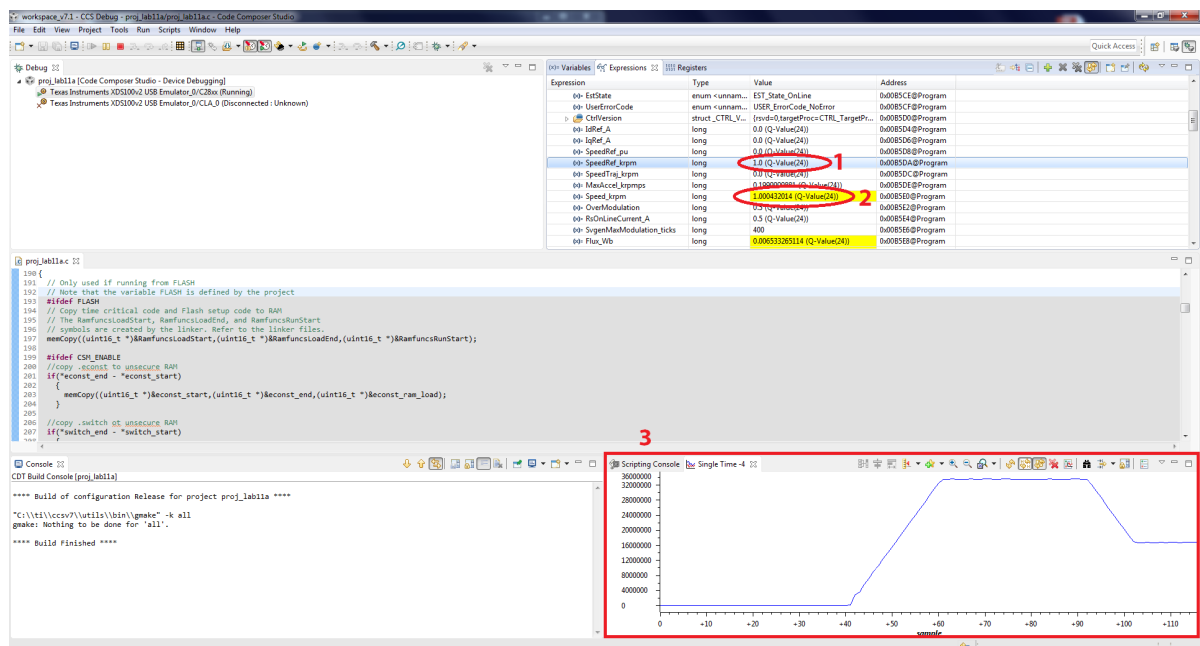 workspace_v7.1 - CCS Debug - proj_lab11a/proj_lab11a.c - Code Composer Studio
File Edit View Project Tools Run Scripts Window Help
Quick Access
Debug
proj_lab11a [Code Composer Studio - Device Debugging]
Texas Instruments XDS100v2 USB Emulator_0/C28xx (Running)
Texas Instruments XDS100v2 USB Emulator_0/CLA_0 (Disconnected : Unknown)
(x)= Variables Expressions Registers
Expression Type Value Address
(x)= EstState enum <unnam... EST_State_OnLine 0x00B5CE@Program
(x)= UserErrorCode enum <unnam... USER_ErrorCode_NoError 0x00B5CF@Program
CtrlVersion struct _CTRL_V... {rsvd=0,targetProc=CTRL_TargetPr... 0x00B5D0@Program
(x)= IdRef_A long 0.0 (Q-Value(24)) 0x00B5D4@Program
(x)= IqRef_A long 0.0 (Q-Value(24)) 0x00B5D6@Program
(x)= SpeedRef_pu long 0.0 (Q-Value(24)) 0x00B5D8@Program
(x)= SpeedRef_krpm long 1.0 (Q-Value(24)) 0x00B5DA@Program
1
(x)= SpeedTraj_krpm long 0.0 (Q-Value(24)) 0x00B5DC@Program
(x)= MaxAccel_krpmps long 0.1999999881 (Q-Value(24)) 0x00B5DE@Program
(x)= Speed_krpm long 1.000432014 (Q-Value(24)) 0x00B5E0@Program
2
(x)= OverModulation long 0.5 (Q-Value(24)) 0x00B5E2@Program
(x)= RsOnLineCurrent_A long 0.5 (Q-Value(24)) 0x00B5E4@Program
(x)= SvgenMaxModulation_ticks long 400 0x00B5E6@Program
(x)= Flux_Wb long 0.006533265114 (Q-Value(24)) 0x00B5E8@Program
proj_lab11a.c
190 {
191 // Only used if running from FLASH
192 // Note that the variable FLASH is defined by the project
193 #ifdef FLASH
194 // Copy time critical code and Flash setup code to RAM
195 // The RamfuncsLoadStart, RamfuncsLoadEnd, and RamfuncsRunStart
196 // symbols are created by the linker. Refer to the linker files.
197 memCopy((uint16_t *)&RamfuncsLoadStart,(uint16_t *)&RamfuncsLoadEnd,(uint16_t *)&RamfuncsRunStart);
198
199 #ifdef CSM_ENABLE
200 //copy .econst to unsecure RAM
201 if(*econst_end - *econst_start)
202 {
203 memCopy((uint16_t *)&econst_start,(uint16_t *)&econst_end,(uint16_t *)&econst_ram_load);
204 }
205
206 //copy .switch ot unsecure RAM
207 if(*switch_end - *switch_start)
208 {
3
Console
CDT Build Console [proj_lab11a]
**** Build of configuration Release for project proj_lab11a ****
"C:\\ti\\ccsv7\\utils\\bin\\gmake" -k all
gmake: Nothing to be done for 'all'.
**** Build Finished ****
Scripting Console Single Time -4
36000000
32000000
28000000
24000000
20000000
16000000
12000000
8000000
4000000
0
0 +10 +20 +30 +40 +50 +60 +70 +80 +90 +100 +110
sample